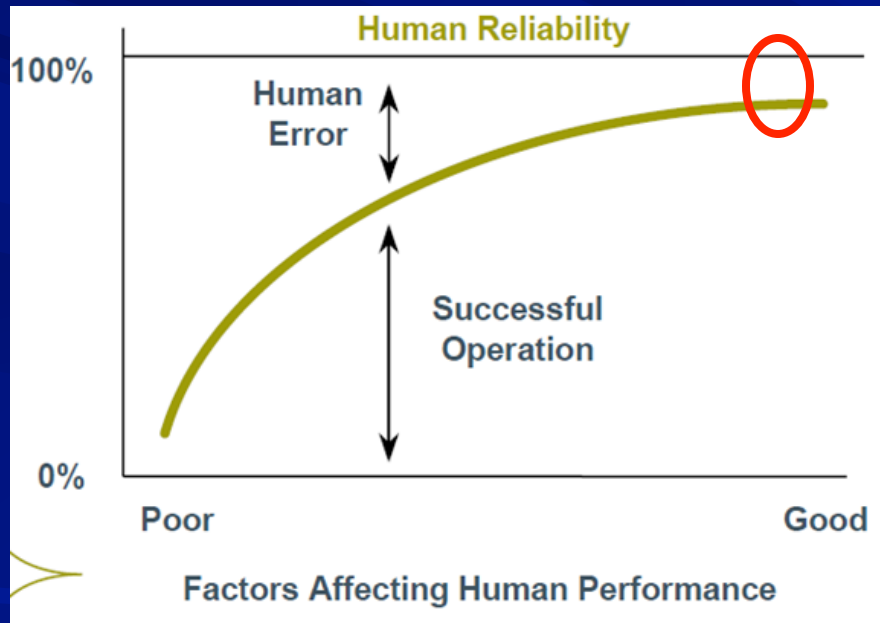 Human Reliability
100%
Human
Error
Successful
Operation
0%
Poor
Good
Factors Affecting Human Performance